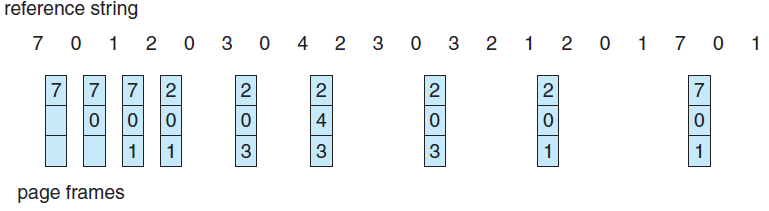 reference string
7 0 1 2 0 3 0 4 2 3 0 3 2 1 2 0 1 7 0 1
7 7 7 2 2 2 2 2 7
0 0 0 0 4 0 0 0
1 1 3 3 3 1 1
page frames